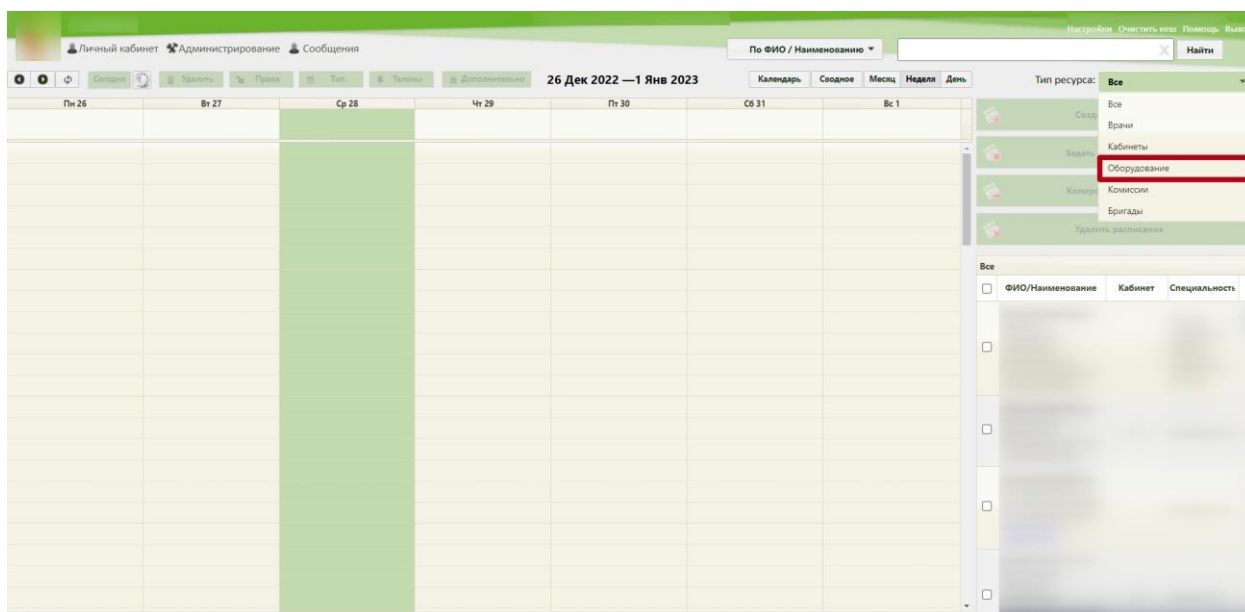 Настройки Очистить кеш Помощь
Личный кабинет Администрирование Сообщения
По ФИО / Наименованию Найти
Сегодня Удалить Права Тип Талоны Дополнительно 26 Дек 2022 —1 Янв 2023 Календарь Сводное Месяц Неделя День Тип ресурса: Все
Пн 26 Вт 27 Ср 28 Чт 29 Пт 30 Сб 31 Вс 1
Все
Врачи
Кабинеты
Задать
Оборудование
Комиссии
Бригады
Удалить расписание
Все
ФИО/Наименование Кабинет Специальность